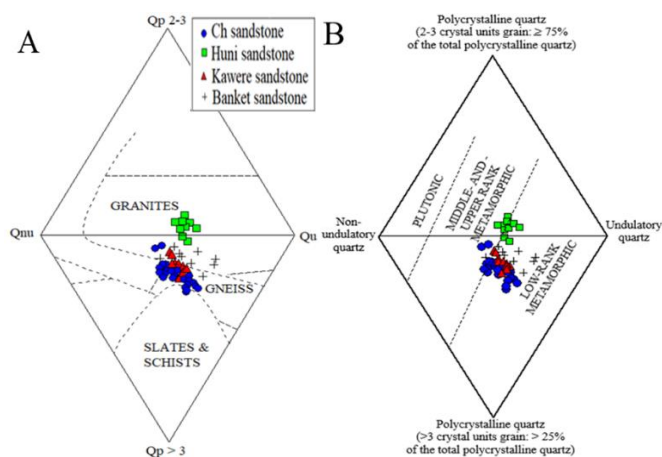 A
Qp 2-3
Ch sandstone
Huni sandstone
Kawere sandstone
Banket sandstone
GRANITES
Qnu
Qu
GNEISS
SLATES &
SCHISTS
Qp > 3
B
Polycrystalline quartz
(2-3 crystal units grain: ≥ 75%
of the total polycrystalline quartz)
PLUTONIC
MIDDLE- AND -
UPPER RANK
METAMORPHIC
Non-
undulatory
quartz
Undulatory
quartz
LOW-RANK
METAMORPHIC
Polycrystalline quartz
(>3 crystal units grain: > 25%
of the total polycrystalline quartz)